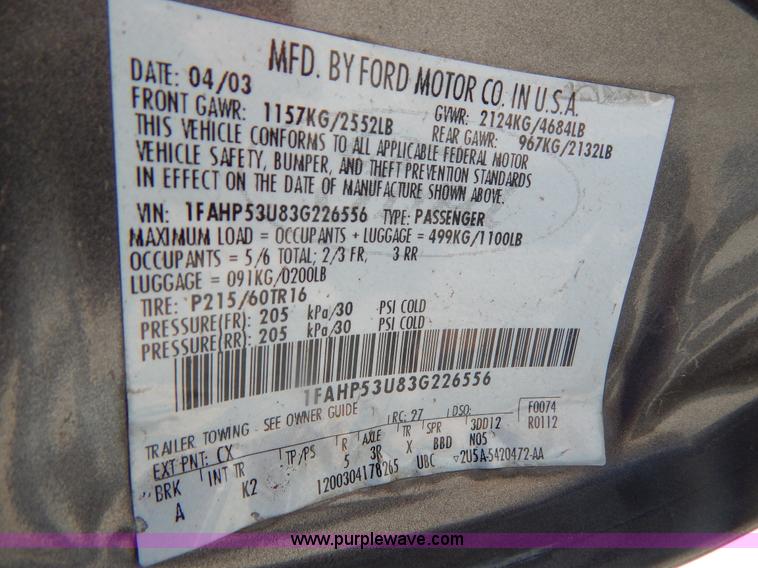 MFD. BY FORD MOTOR CO. IN U.S.A.
DATE: 04/03 GVWR: 2124KG/4684LB
FRONT GAWR: 1157KG/2552LB REAR GAWR: 967KG/2132LB
THIS VEHICLE CONFORMS TO ALL APPLICABLE FEDERAL MOTOR
VEHICLE SAFETY, BUMPER, AND THEFT PREVENTION STANDARDS
IN EFFECT ON THE DATE OF MANUFACTURE SHOWN ABOVE.
VIN: 1FAHP53U83G226556 TYPE: PASSENGER
MAXIMUM LOAD = OCCUPANTS + LUGGAGE = 499KG/1100LB
OCCUPANTS = 5/6 TOTAL; 2/3 FR, 3 RR
LUGGAGE = 091KG/0200LB
TIRE: P215/60TR16
PRESSURE(FR): 205 kPa/30 PSI COLD
PRESSURE(RR): 205 kPa/30 PSI COLD
1FAHP53U83G226556
TRAILER TOWING - SEE OWNER GUIDE RC: 27 DSO: F0074
EXT PNT: CX R0112
BRK INT TR TP/PS R AXLE TR SPR 3DD12
A K2 5 3R X BBD N05
1200304178265 UBC 2U5A-5420472-AA
www.purplewave.com